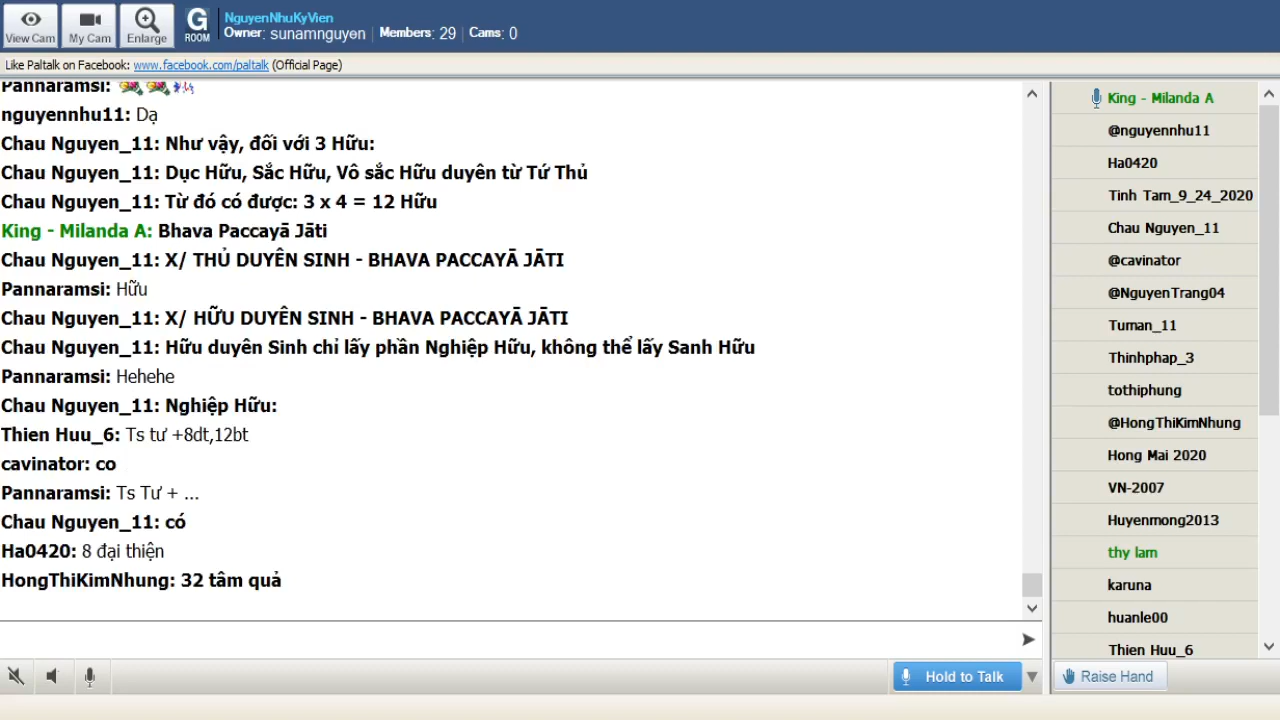 View Cam
My Cam
Enlarge
G ROOM
NguyenNhuKyVien
Owner: sunamnguyen | Members: 29 | Cams: 0
Like Paltalk on Facebook: www.facebook.com/paltalk (Official Page)
Pannaramsi:
nguyennhu11: Dạ
Chau Nguyen_11: Như vậy, đối với 3 Hữu:
Chau Nguyen_11: Dục Hữu, Sắc Hữu, Vô sắc Hữu duyên từ Tứ Thủ
Chau Nguyen_11: Từ đó có được: 3 x 4 = 12 Hữu
King - Milanda A: Bhava Paccayā Jāti
Chau Nguyen_11: X/ THỦ DUYÊN SINH - BHAVA PACCAYĀ JĀTI
Pannaramsi: Hữu
Chau Nguyen_11: X/ HỮU DUYÊN SINH - BHAVA PACCAYĀ JĀTI
Chau Nguyen_11: Hữu duyên Sinh chỉ lấy phần Nghiệp Hữu, không thể lấy Sanh Hữu
Pannaramsi: Hehehe
Chau Nguyen_11: Nghiệp Hữu:
Thien Huu_6: Ts tư +8dt,12bt
cavinator: co
Pannaramsi: Ts Tư + ...
Chau Nguyen_11: có
Ha0420: 8 đại thiện
HongThiKimNhung: 32 tâm quả
King - Milanda A
@nguyennhu11
Ha0420
Tinh Tam_9_24_2020
Chau Nguyen_11
@cavinator
@NguyenTrang04
Tuman_11
Thinhphap_3
tothiphung
@HongThiKimNhung
Hong Mai 2020
VN-2007
Huyenmong2013
thy lam
karuna
huanle00
Thien Huu_6
Hold to Talk
Raise Hand